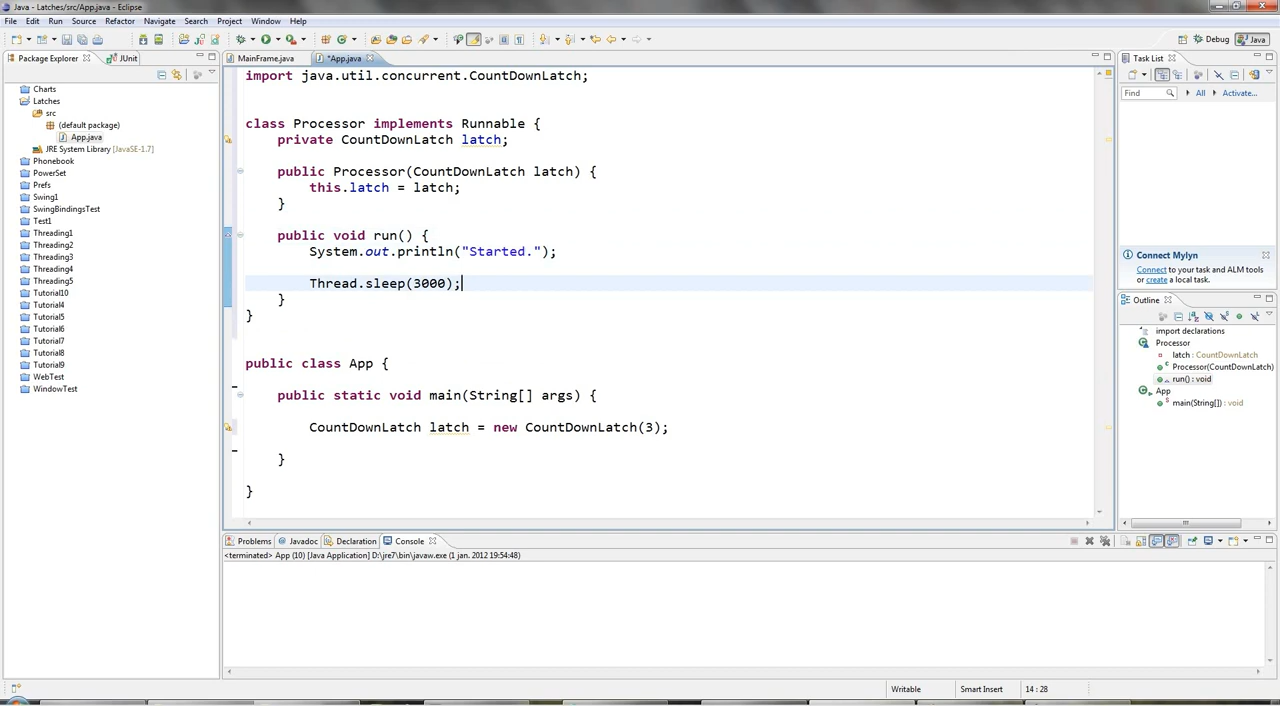 Java - Latches/src/App.java - Eclipse
File Edit Run Source Refactor Navigate Search Project Window Help
Debug Java
Package Explorer JUnit
MainFrame.java *App.java
Task List
Charts
Latches
src
(default package)
App.java
JRE System Library [JavaSE-1.7]
Phonebook
PowerSet
Prefs
Swing1
SwingBindingsTest
Test1
Threading1
Threading2
Threading3
Threading4
Threading5
Tutorial10
Tutorial4
Tutorial5
Tutorial6
Tutorial7
Tutorial8
Tutorial9
WebTest
WindowTest
import java.util.concurrent.CountDownLatch;
class Processor implements Runnable {
private CountDownLatch latch;
public Processor(CountDownLatch latch) {
this.latch = latch;
}
public void run() {
System.out.println("Started.");
Thread.sleep(3000);
}
}
public class App {
public static void main(String[] args) {
CountDownLatch latch = new CountDownLatch(3);
}
}
Find All Activate...
Connect Mylyn
Connect to your task and ALM tools
or create a local task.
Outline
import declarations
Processor
latch : CountDownLatch
Processor(CountDownLatch)
run() : void
App
main(String[]) : void
Problems Javadoc Declaration Console
<terminated> App (10) [Java Application] D:\jre7\bin\javaw.exe (1 jan. 2012 19:54:48)
Writable Smart Insert 14 : 28